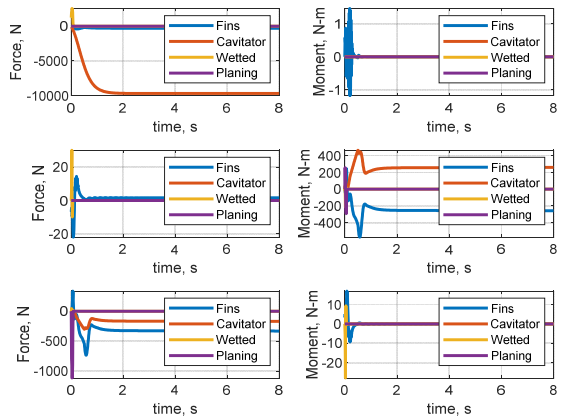 Force, N
0
-5000
-10000
Fins
Cavitator
Wetted
Planing
0 2 4 6 8
time, s
Moment, N-m
1
0
-1
Fins
Cavitator
Wetted
Planing
0 2 4 6 8
time, s
Force, N
20
0
-20
Fins
Cavitator
Wetted
Planing
0 2 4 6 8
time, s
Moment, N-m
400
200
0
-200
-400
Fins
Cavitator
Wetted
Planing
0 2 4 6 8
time, s
Force, N
0
-500
-1000
Fins
Cavitator
Wetted
Planing
0 2 4 6 8
time, s
Moment, N-m
10
0
-10
-20
Fins
Cavitator
Wetted
Planing
0 2 4 6 8
time, s